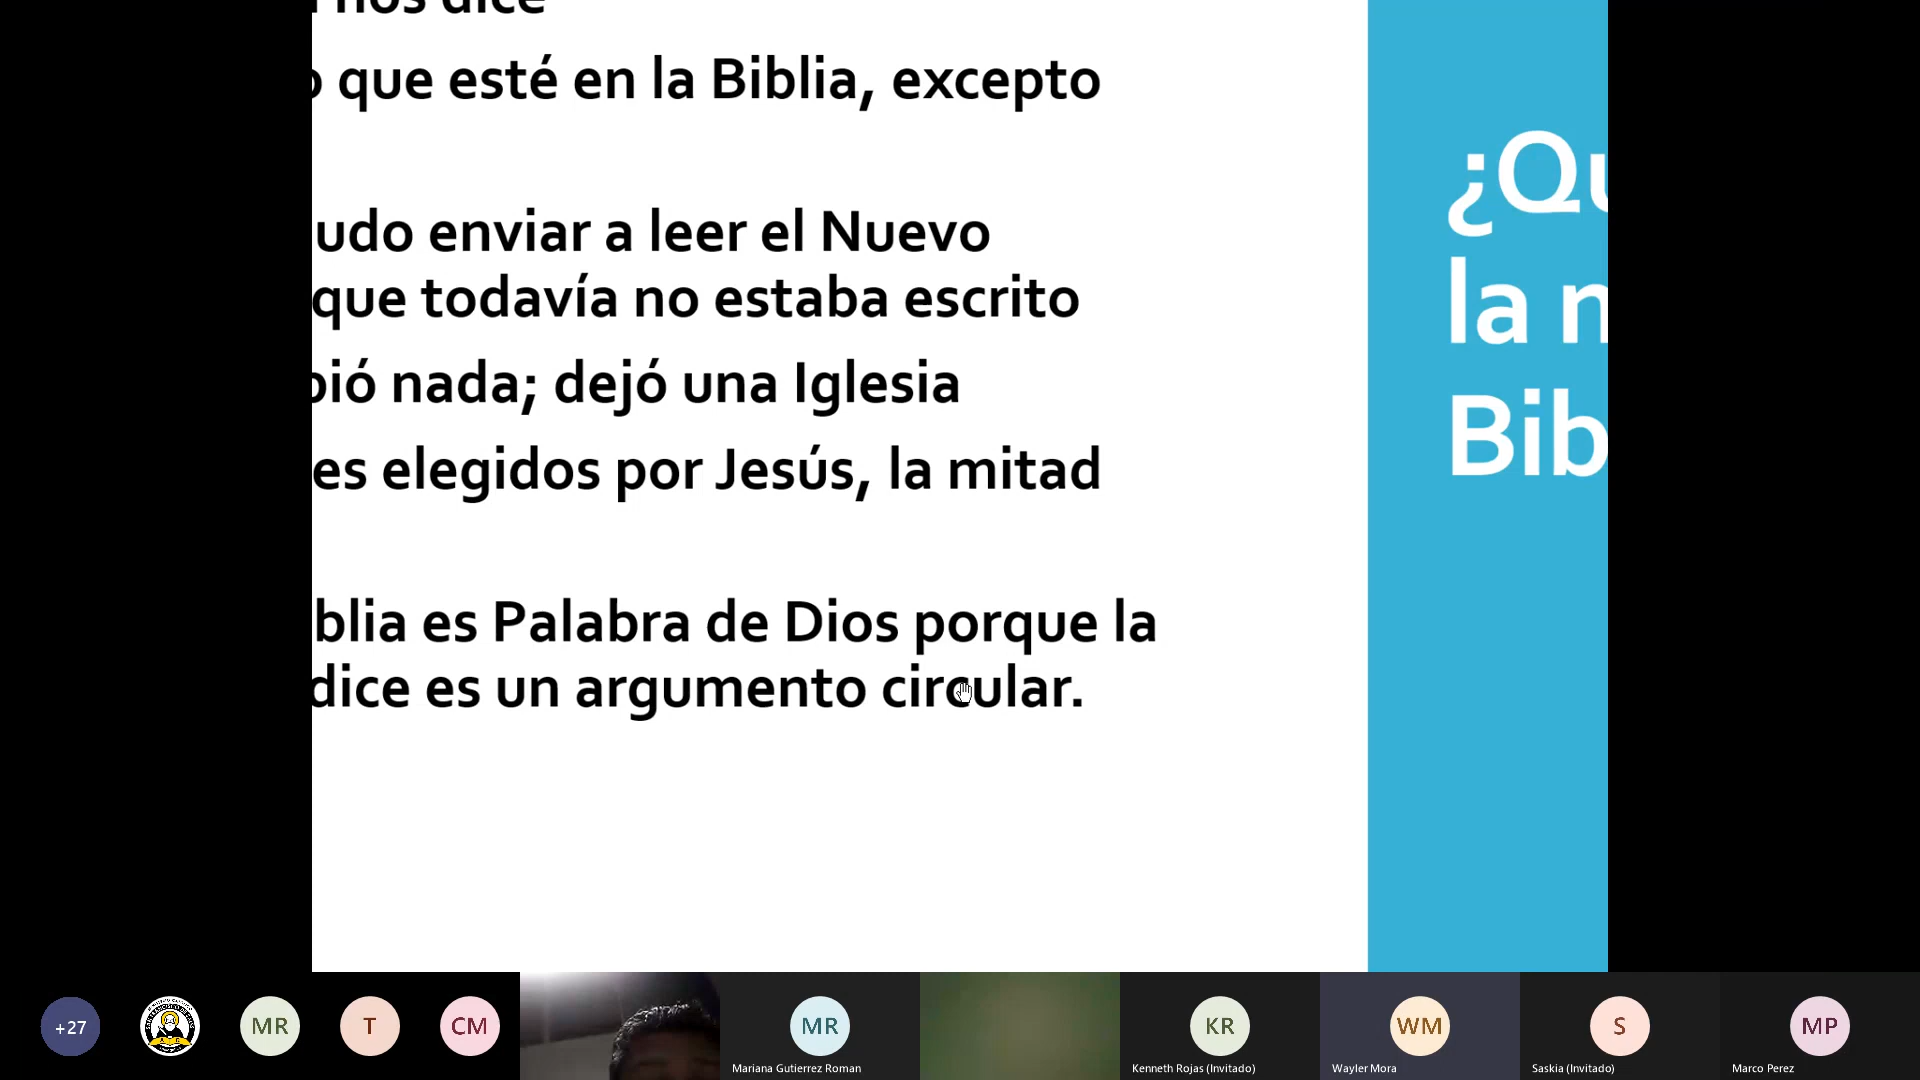 nos dice
que esté en la Biblia, excepto
udo enviar a leer el Nuevo
que todavía no estaba escrito
bió nada; dejó una Iglesia
es elegidos por Jesús, la mitad
blia es Palabra de Dios porque la
dice es un argumento circular.
¿Qu
la
Bib
+27
MR
T
CM
MR
Mariana Gutierrez Roman
KR
Kenneth Rojas (Invitado)
WM
Wayler Mora
S
Saskia (Invitado)
MP
Marco Perez